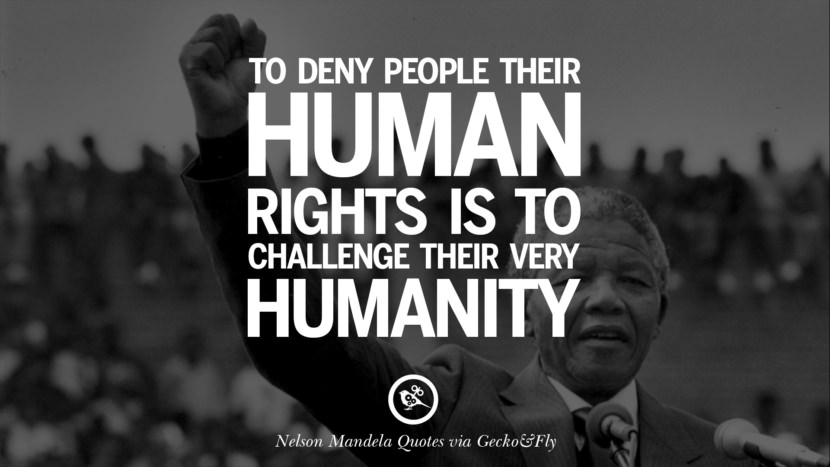 TO DENY PEOPLE THEIR
HUMAN
RIGHTS IS TO
CHALLENGE THEIR VERY
HUMANITY
Nelson Mandela Quotes via Gecko&Fly